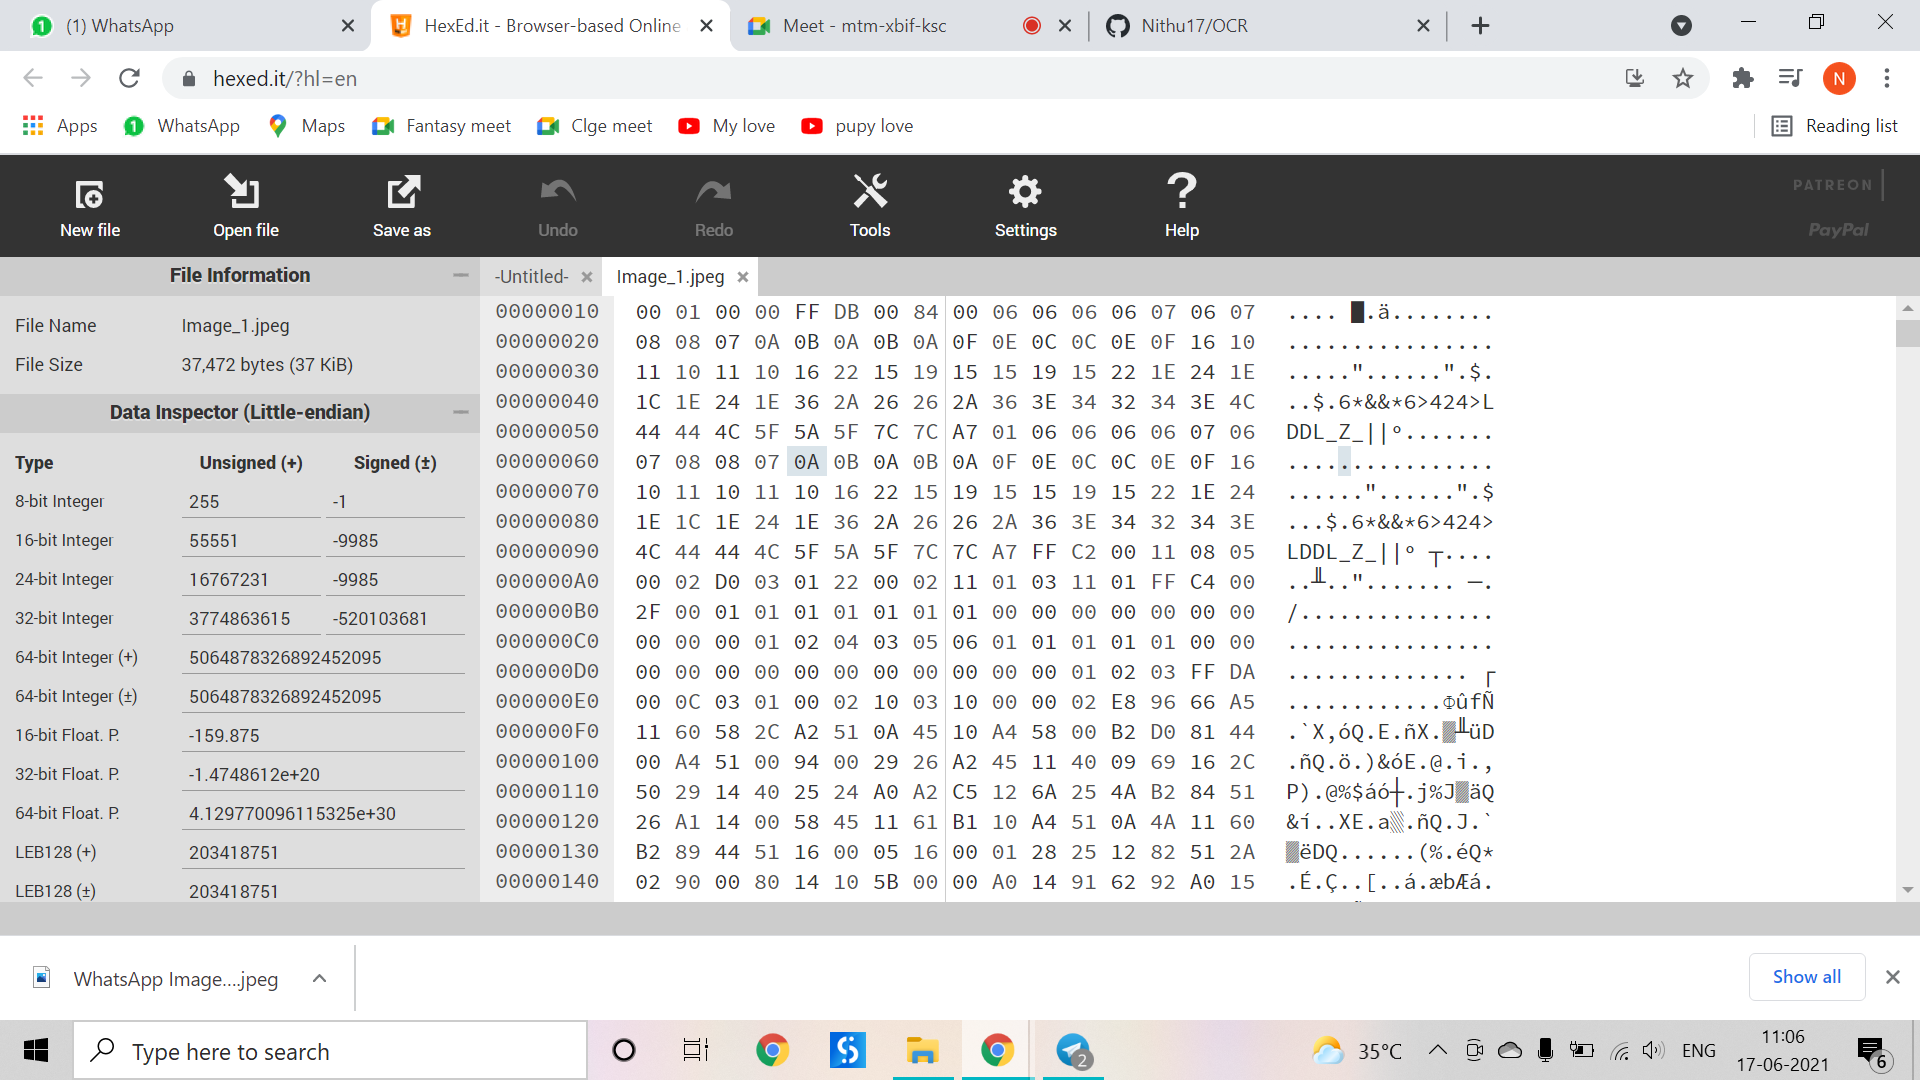 (1) WhatsApp
HexEd.it - Browser-based Online
Meet - mtm-xbif-ksc
Nithu17/OCR
hexed.it/?hl=en
N
Apps
WhatsApp
Maps
Fantasy meet
Clge meet
My love
pupy love
Reading list
New file
Open file
Save as
Undo
Redo
Tools
Settings
Help
PATREON
PayPal
File Information
File Name Image_1.jpeg
File Size 37,472 bytes (37 KiB)
Data Inspector (Little-endian)
Type Unsigned (+) Signed (±)
8-bit Integer 255 -1
16-bit Integer 55551 -9985
24-bit Integer 16767231 -9985
32-bit Integer 3774863615 -520103681
64-bit Integer (+) 5064878326892452095
64-bit Integer (±) 5064878326892452095
16-bit Float. P. -159.875
32-bit Float. P. -1.4748612e+20
64-bit Float. P. 4.129770096115325e+30
LEB128 (+) 203418751
LEB128 (±) 203418751
-Untitled-
Image_1.jpeg
00000010 00 01 00 00 FF DB 00 84 00 06 06 06 06 07 06 07 .... █.ä........
00000020 08 08 07 0A 0B 0A 0B 0A 0F 0E 0C 0C 0E 0F 16 10 ................
00000030 11 10 11 10 16 22 15 19 15 15 19 15 22 1E 24 1E ....."......".$.
00000040 1C 1E 24 1E 36 2A 26 26 2A 36 3E 34 32 34 3E 4C ..$.6*&&*6>424>L
00000050 44 44 4C 5F 5A 5F 7C 7C A7 01 06 06 06 06 07 06 DDL_Z_||º.......
00000060 07 08 08 07 0A 0B 0A 0B 0A 0F 0E 0C 0C 0E 0F 16 ................
00000070 10 11 10 11 10 16 22 15 19 15 15 19 15 22 1E 24 ......"......".$
00000080 1E 1C 1E 24 1E 36 2A 26 26 2A 36 3E 34 32 34 3E ...$.6*&&*6>424>
00000090 4C 44 44 4C 5F 5A 5F 7C 7C A7 FF C2 00 11 08 05 LDDL_Z_||º ┬....
000000A0 00 02 D0 03 01 22 00 02 11 01 03 11 01 FF C4 00 ..╨..."....... ─.
000000B0 2F 00 01 01 01 01 01 01 01 00 00 00 00 00 00 00 /...............
000000C0 00 00 00 01 02 04 03 05 06 01 01 01 01 01 00 00 ................
000000D0 00 00 00 00 00 00 00 00 00 00 00 01 02 03 FF DA .............. ┌
000000E0 00 0C 03 01 00 02 10 03 10 00 00 02 E8 96 66 A5 ............ΦûfÑ
000000F0 11 60 58 2C A2 51 0A 45 10 A4 58 00 B2 D0 81 44 .`X,óQ.E.ñX.▒╨üD
00000100 00 A4 51 00 94 00 29 26 A2 45 11 40 09 69 16 2C .ñQ.ö.)&óE.@.i.,
00000110 50 29 14 40 25 24 A0 A2 C5 12 6A 25 4A B2 84 51 P).@%$áó┼.j%J▒äQ
00000120 26 A1 14 00 58 45 11 61 B1 10 A4 51 0A 4A 11 60 &í..XE.a▒.ñQ.J.`
00000130 B2 89 44 51 16 00 05 16 00 01 28 25 12 82 51 2A ▒ëDQ......(%.éQ*
00000140 02 90 00 80 14 10 5B 00 00 A0 14 91 62 92 A0 15 .É.Ç..[..á.æbÆá.
WhatsApp Image....jpeg
Show all
Type here to search
2
35°C
ENG
11:06
17-06-2021
6